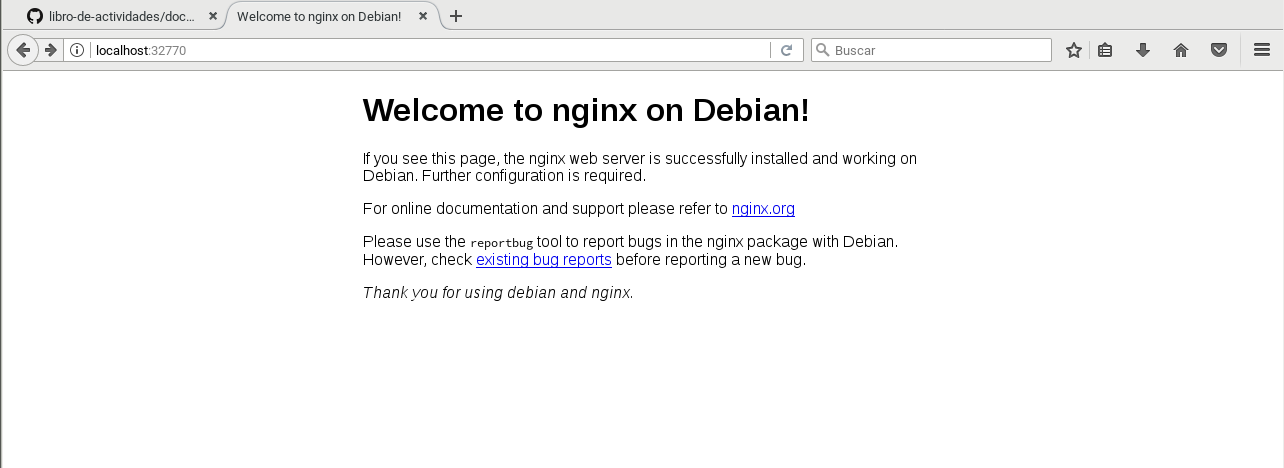 libro-de-actividades/doc...
Welcome to nginx on Debian!
localhost:32770
Buscar
Welcome to nginx on Debian!
If you see this page, the nginx web server is successfully installed and working on
Debian. Further configuration is required.
For online documentation and support please refer to nginx.org
Please use the reportbug tool to report bugs in the nginx package with Debian.
However, check existing bug reports before reporting a new bug.
Thank you for using debian and nginx.